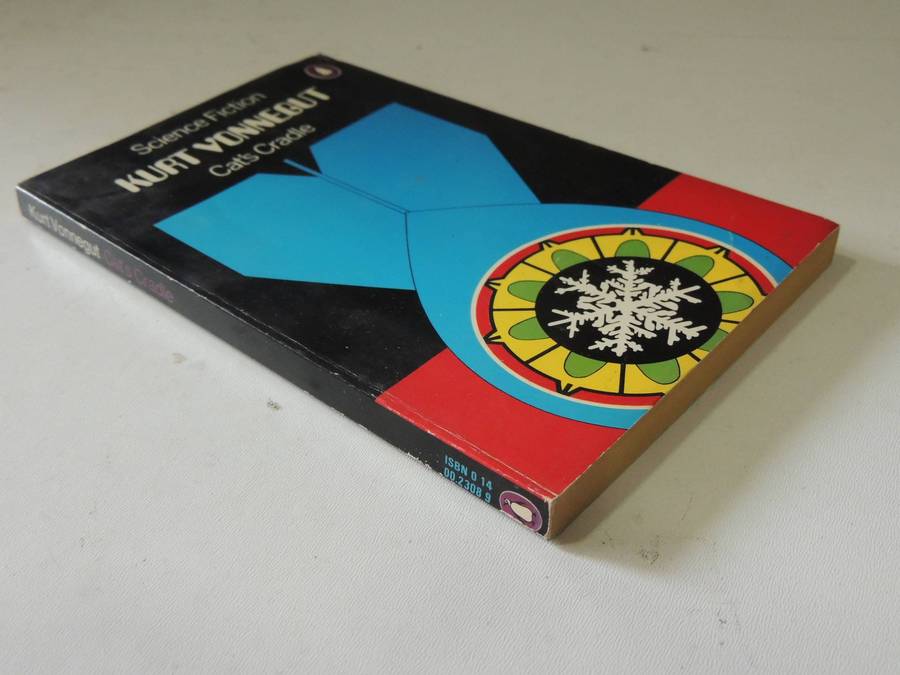 Science Fiction
KURT VONNEGUT
Cat's Cradle
Kurt Vonnegut Cat's Cradle
ISBN 0 14
00.2308 9